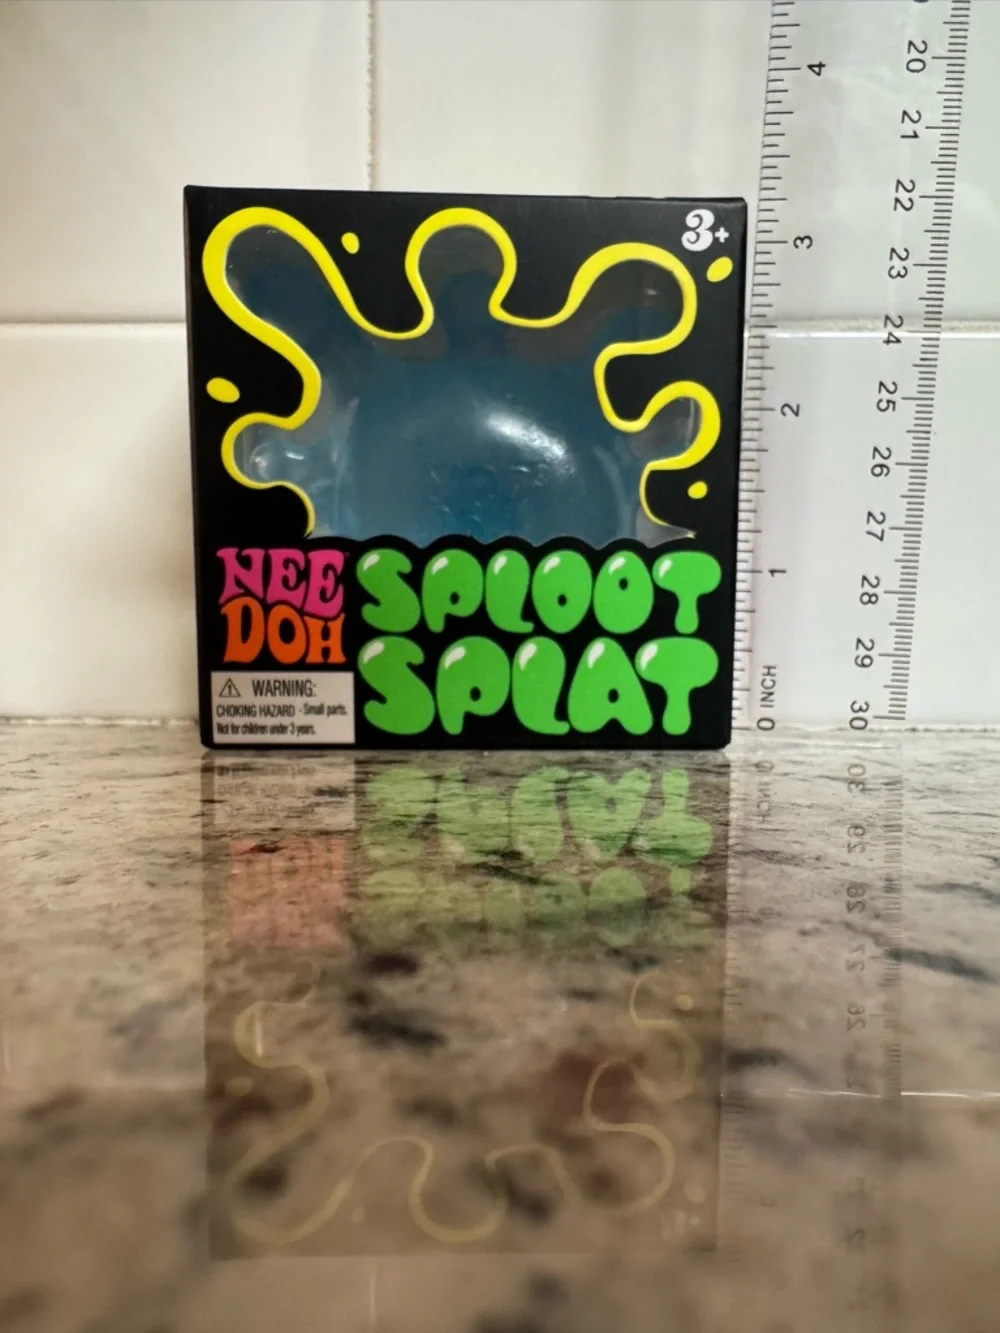 3+
NEE
DOH
SPLOOT
SPLAT
WARNING:
CHOKING HAZARD - Small parts.
Not for children under 3 years.
4
3
2
1
INCH 0
20
21
22
23
24
25
26
27
28
29
30